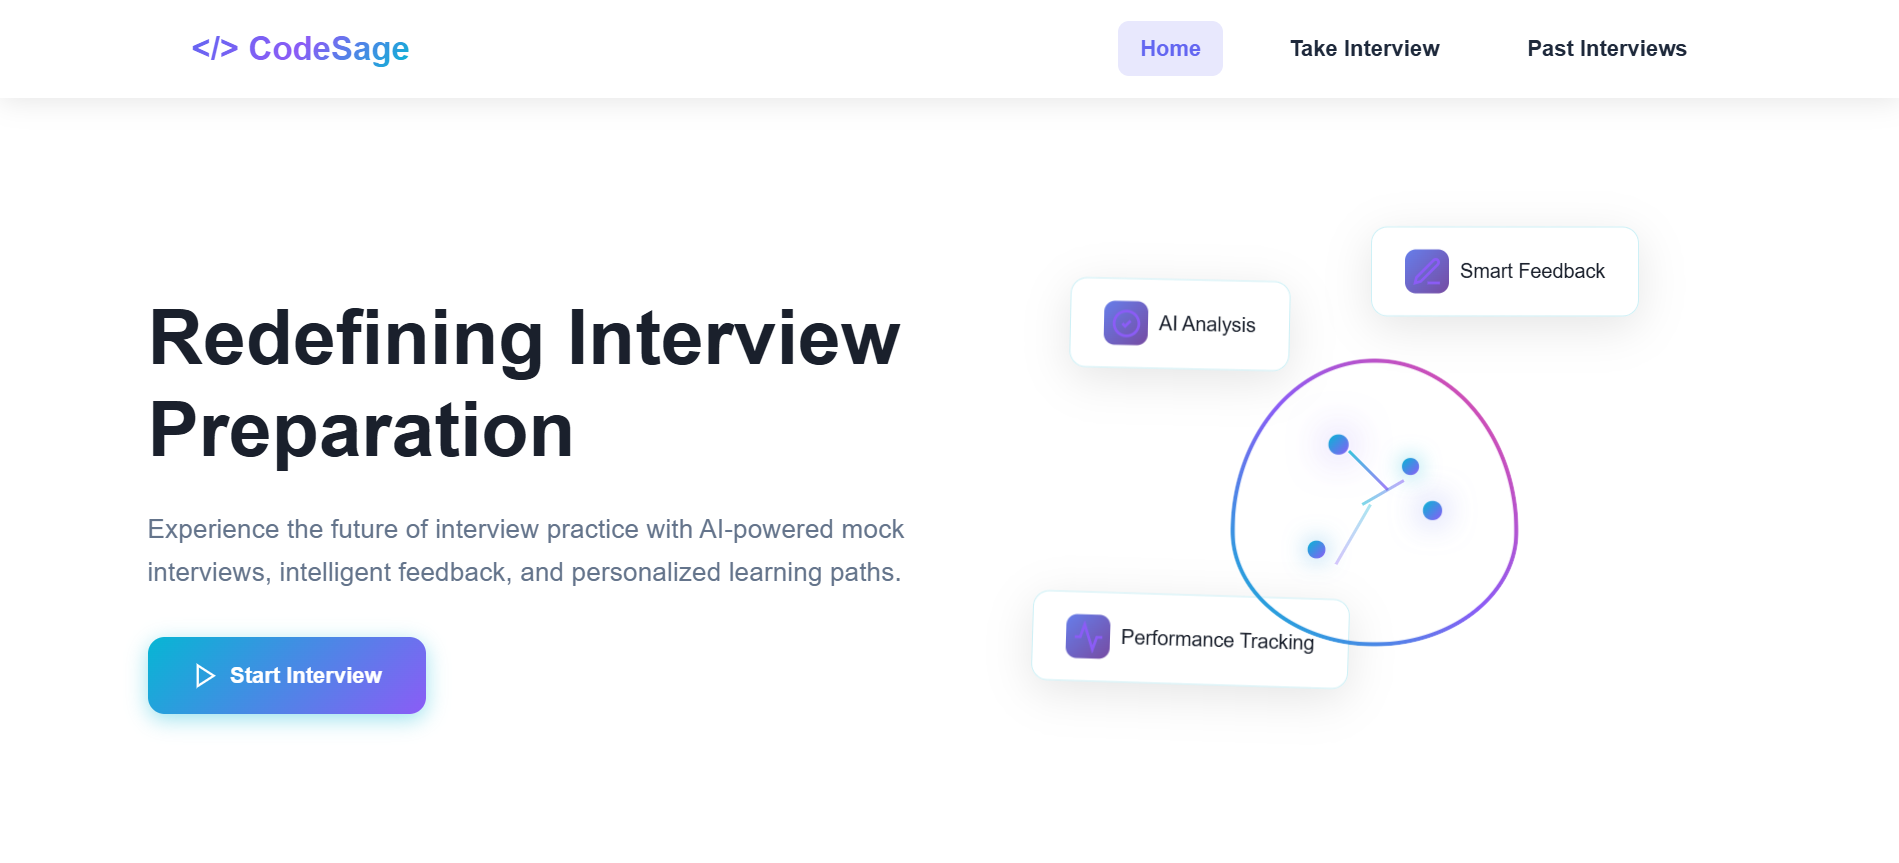 </> CodeSage
Home
Take Interview
Past Interviews
Redefining Interview
Preparation
Experience the future of interview practice with AI-powered mock
interviews, intelligent feedback, and personalized learning paths.
Start Interview
Smart Feedback
AI Analysis
Performance Tracking